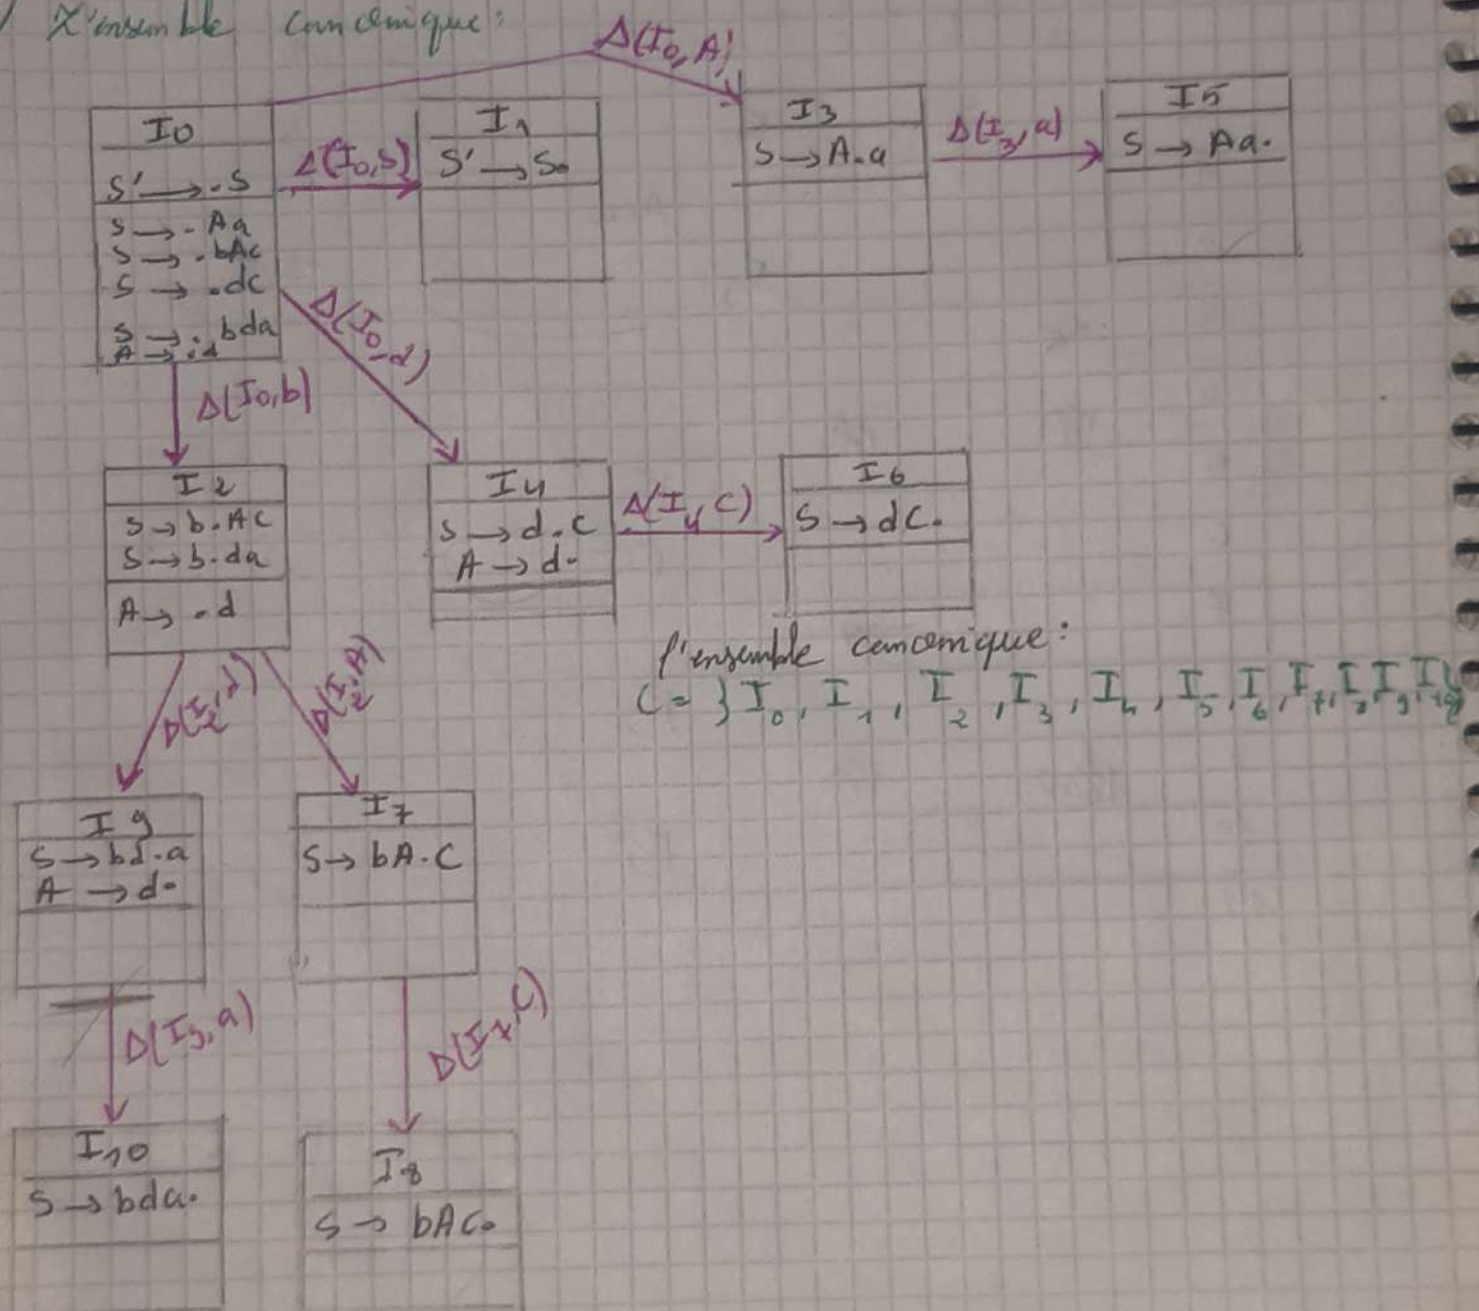 L'ensemble canonique :
Δ(I0, A)
I0
S' → .S
S → .Aa
S → .bAc
S → .dc
S → .bda
A → .d
Δ(I0,S)
I1
S' → S.
I3
S → A.a
Δ(I3,a)
I5
S → Aa.
Δ(I0,d)
Δ(I0,b)
I2
S → b.Ac
S → b.da
A → .d
I4
S → d.c
A → d.
Δ(I4 C)
I6
S → dC.
l'ensemble canonique :
C = } I0, I1, I2, I3, I4, I5, I6, I7, I8 I9, I10}
Δ(I2,d)
Δ(I2,A)
I9
S → bd.a
A → d.
I7
S → bA.C
Δ(I9,a)
Δ(I7,C)
I10
S → bda.
I8
S → bAc.